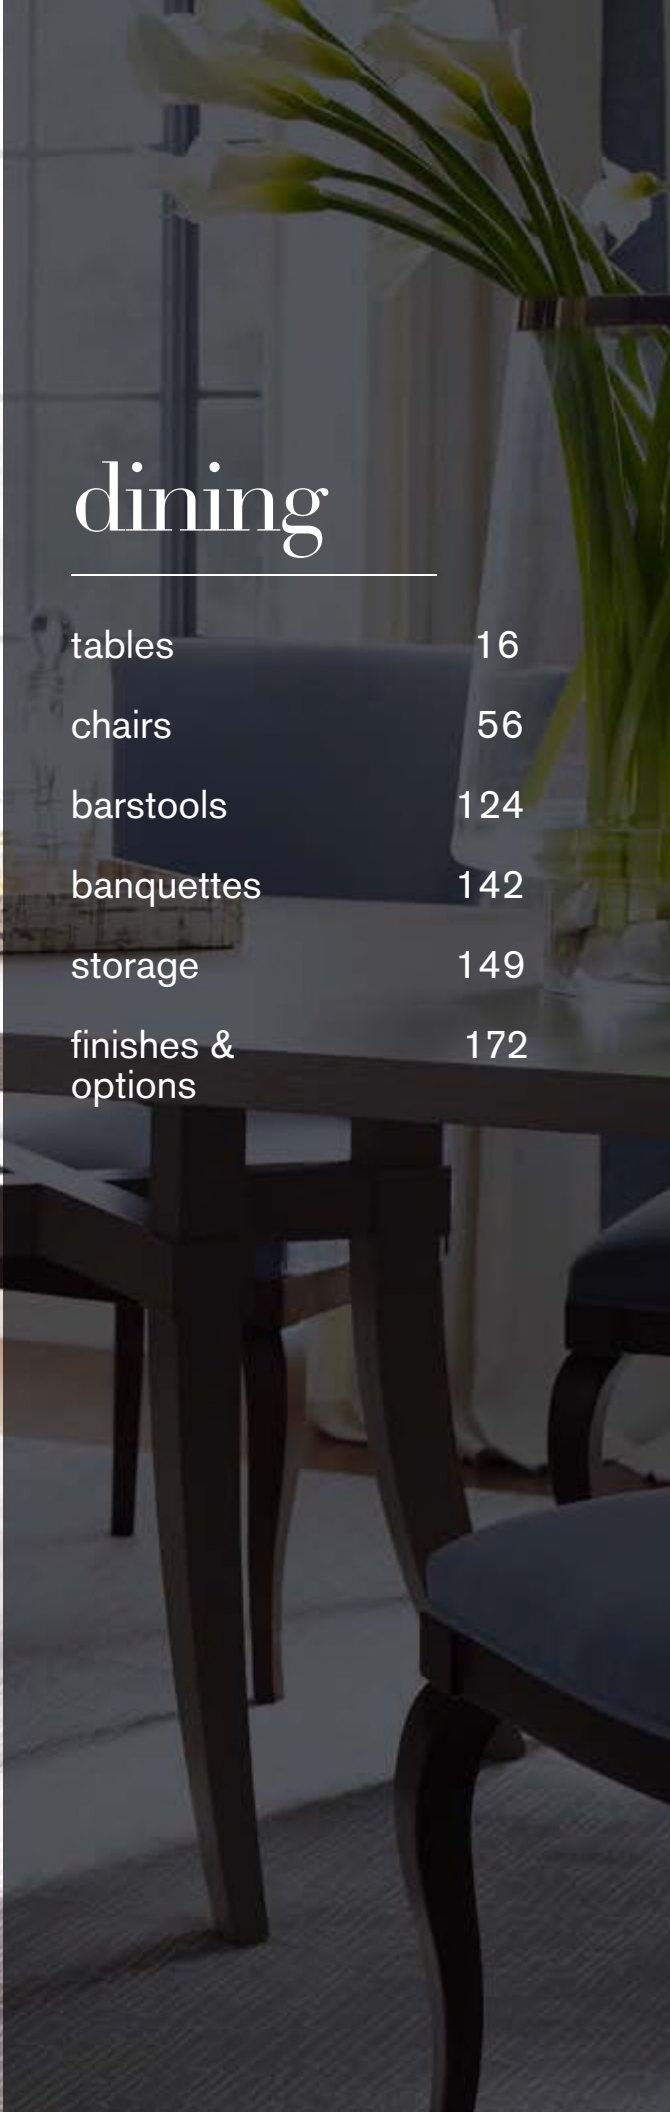 dining
tables 16
chairs 56
barstools 124
banquettes 142
storage 149
finishes & 172
options